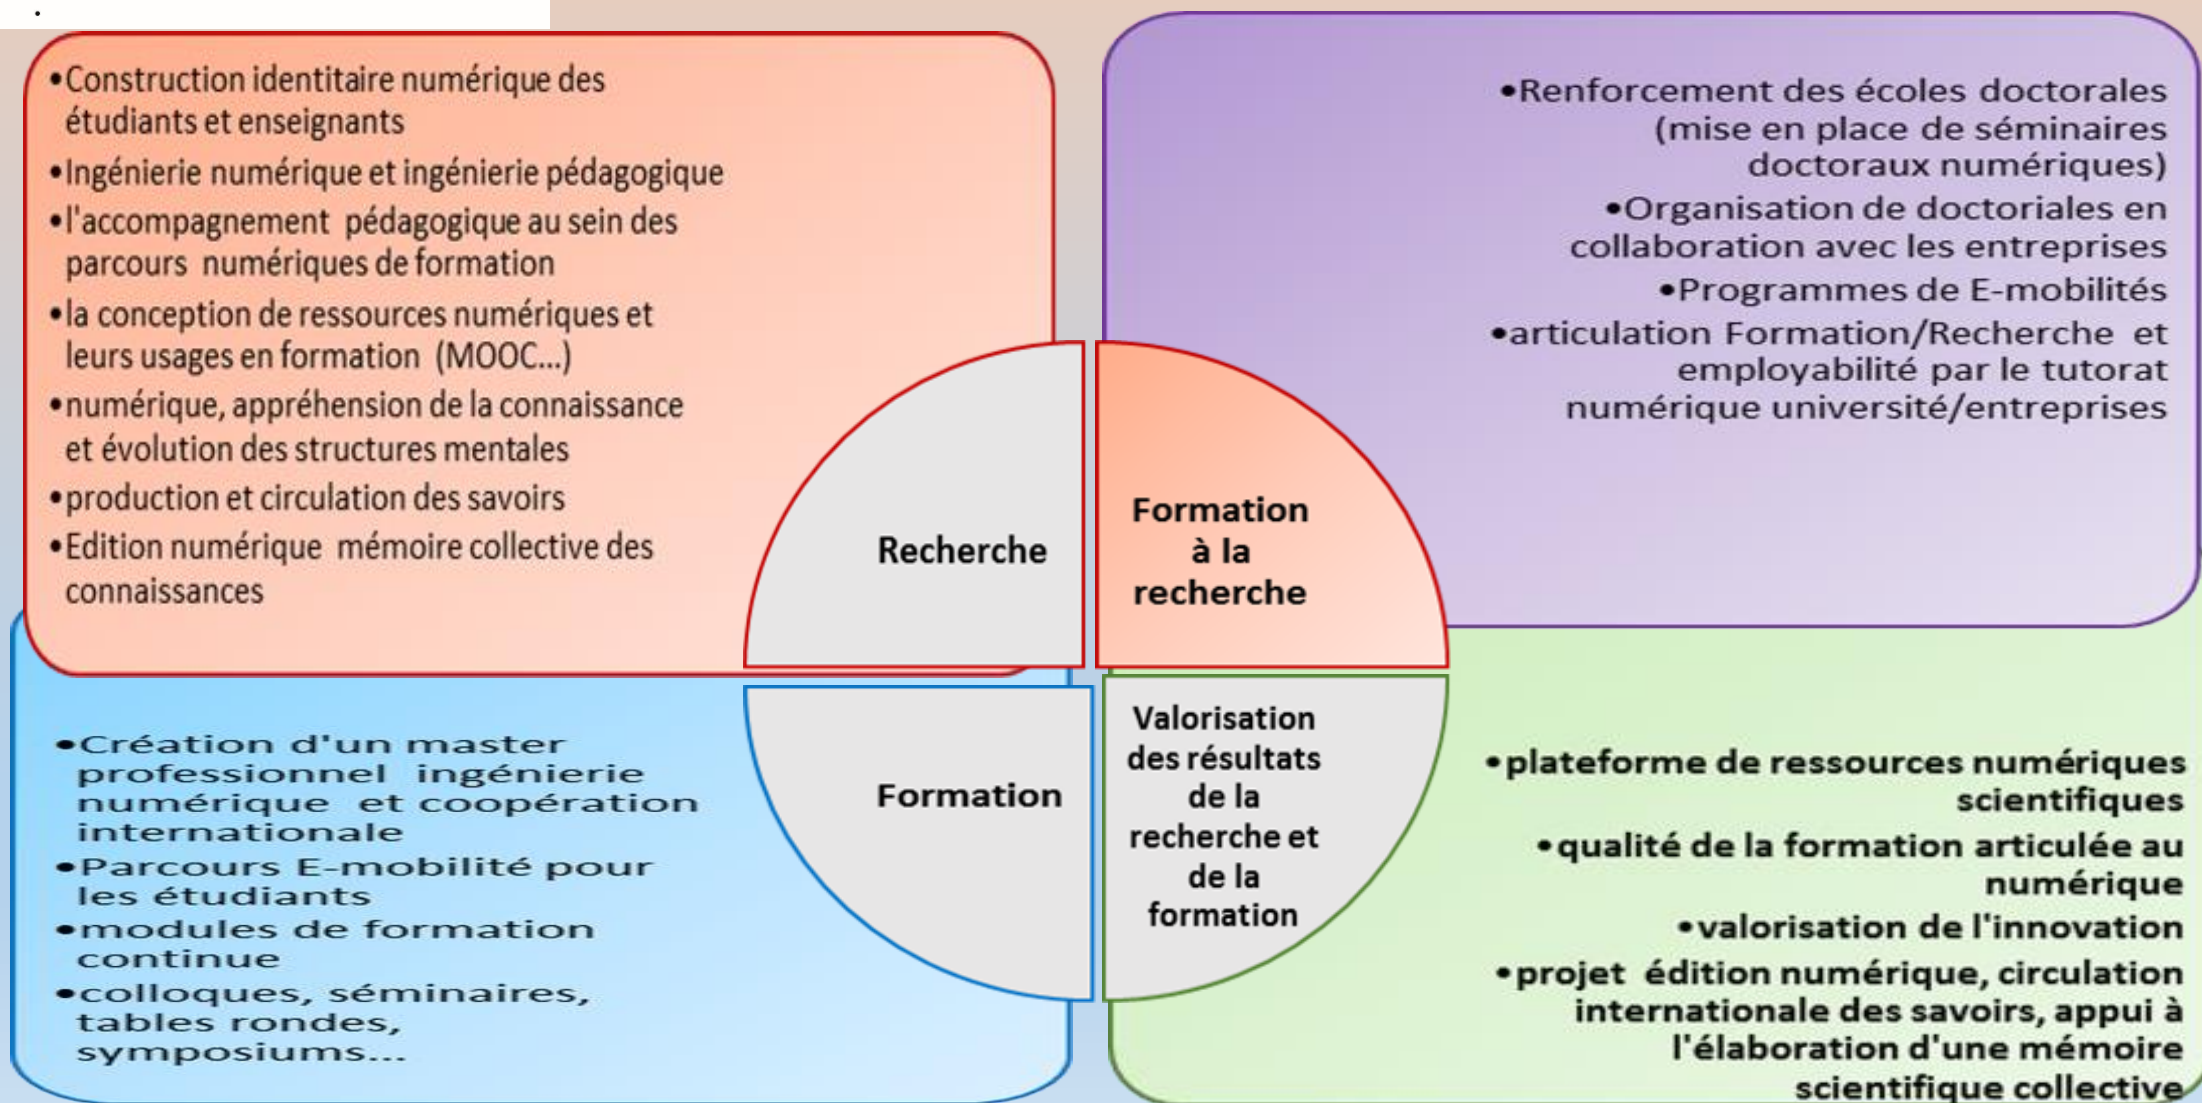 .
•Construction identitaire numérique des
étudiants et enseignants
•Ingénierie numérique et ingénierie pédagogique
•l'accompagnement pédagogique au sein des
parcours numériques de formation
•la conception de ressources numériques et
leurs usages en formation (MOOC...)
•numérique, appréhension de la connaissance
et évolution des structures mentales
•production et circulation des savoirs
•Edition numérique mémoire collective des
connaissances
•Renforcement des écoles doctorales
(mise en place de séminaires
doctoraux numériques)
•Organisation de doctoriales en
collaboration avec les entreprises
•Programmes de E-mobilités
•articulation Formation/Recherche et
employabilité par le tutorat
numérique université/entreprises
Recherche
Formation
à la
recherche
Formation
Valorisation
des résultats
de la
recherche et
de la
formation
•Création d'un master
professionnel ingénierie
numérique et coopération
internationale
•Parcours E-mobilité pour
les étudiants
•modules de formation
continue
•colloques, séminaires,
tables rondes,
symposiums...
•plateforme de ressources numériques
scientifiques
•qualité de la formation articulée au
numérique
•valorisation de l'innovation
•projet édition numérique, circulation
internationale des savoirs, appui à
l'élaboration d'une mémoire
scientifique collective